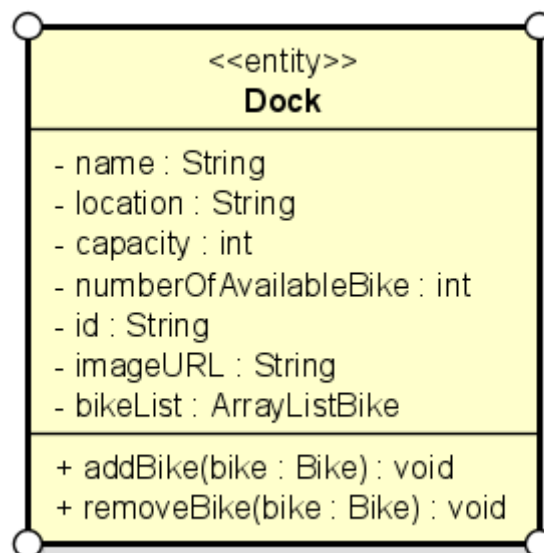 <<entity>>
Dock
- name : String
- location : String
- capacity : int
- numberOfAvailableBike : int
- id : String
- imageURL : String
- bikeList : ArrayListBike
+ addBike(bike : Bike) : void
+ removeBike(bike : Bike) : void